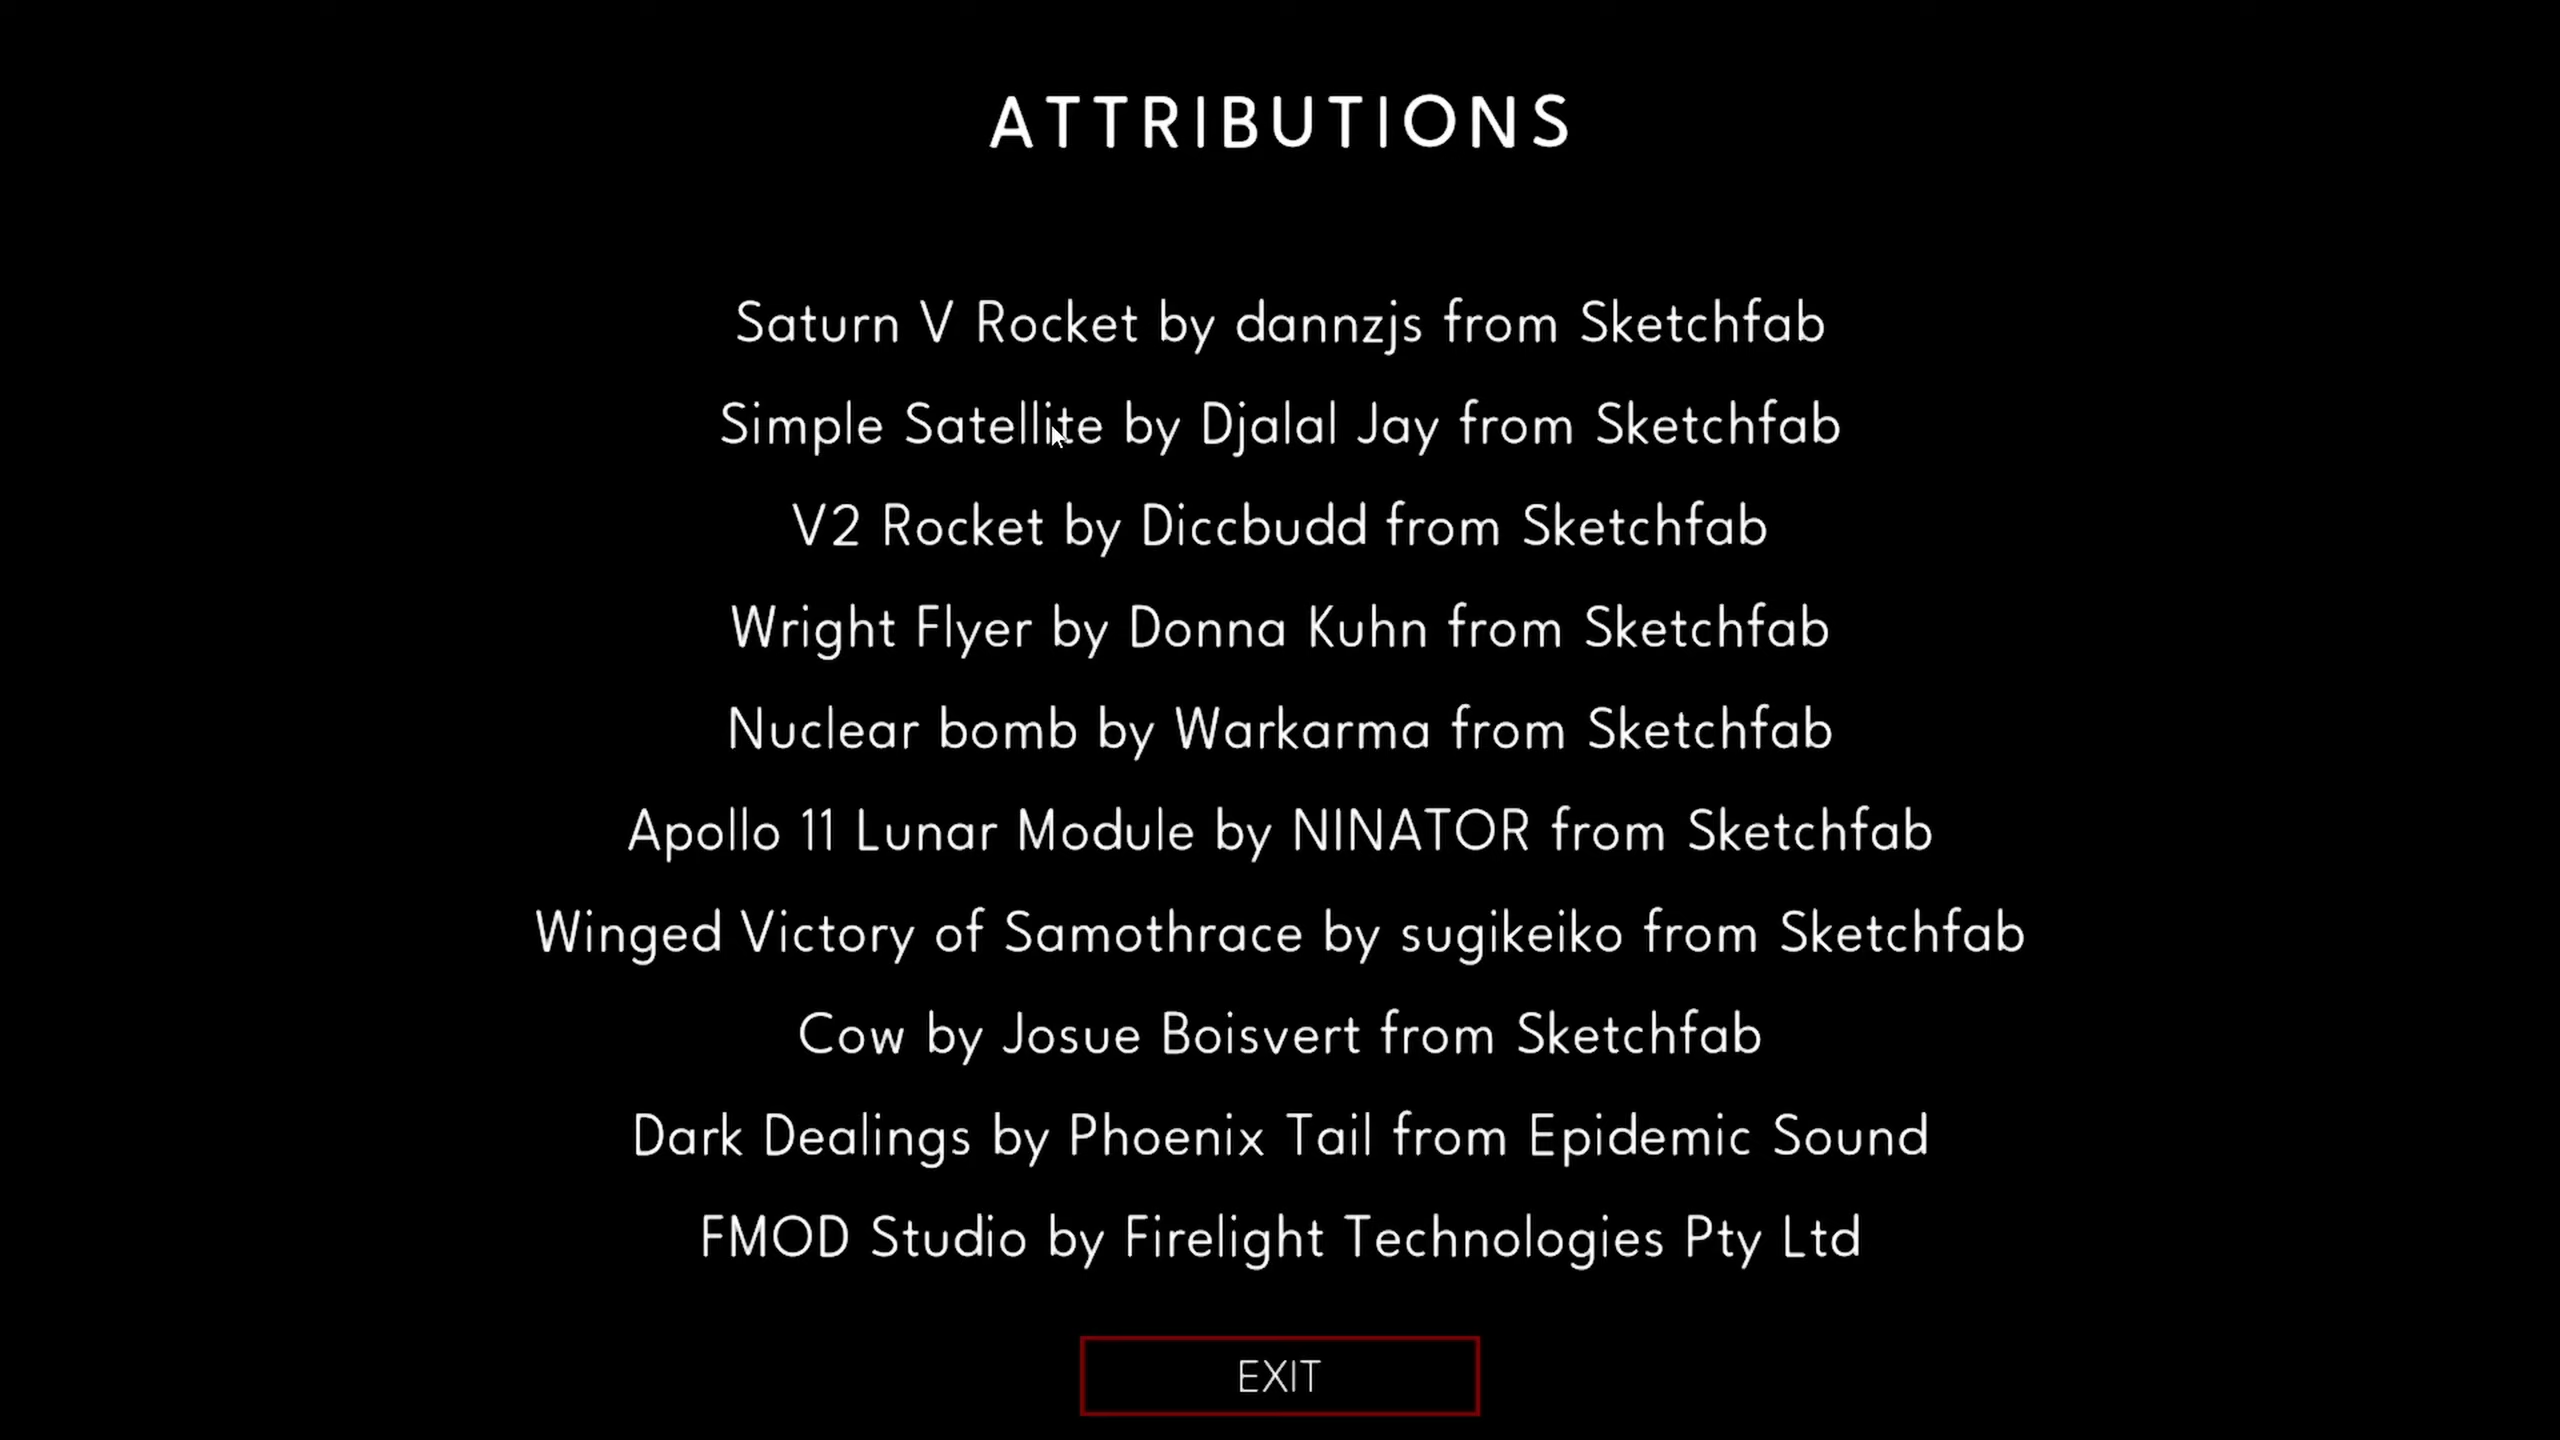 ATTRIBUTIONS
Saturn V Rocket by dannzjs from Sketchfab
Simple Satellite by Djalal Jay from Sketchfab
V2 Rocket by Diccbudd from Sketchfab
Wright Flyer by Donna Kuhn from Sketchfab
Nuclear bomb by Warkarma from Sketchfab
Apollo 11 Lunar Module by NINATOR from Sketchfab
Winged Victory of Samothrace by sugikeiko from Sketchfab
Cow by Josue Boisvert from Sketchfab
Dark Dealings by Phoenix Tail from Epidemic Sound
FMOD Studio by Firelight Technologies Pty Ltd
EXIT